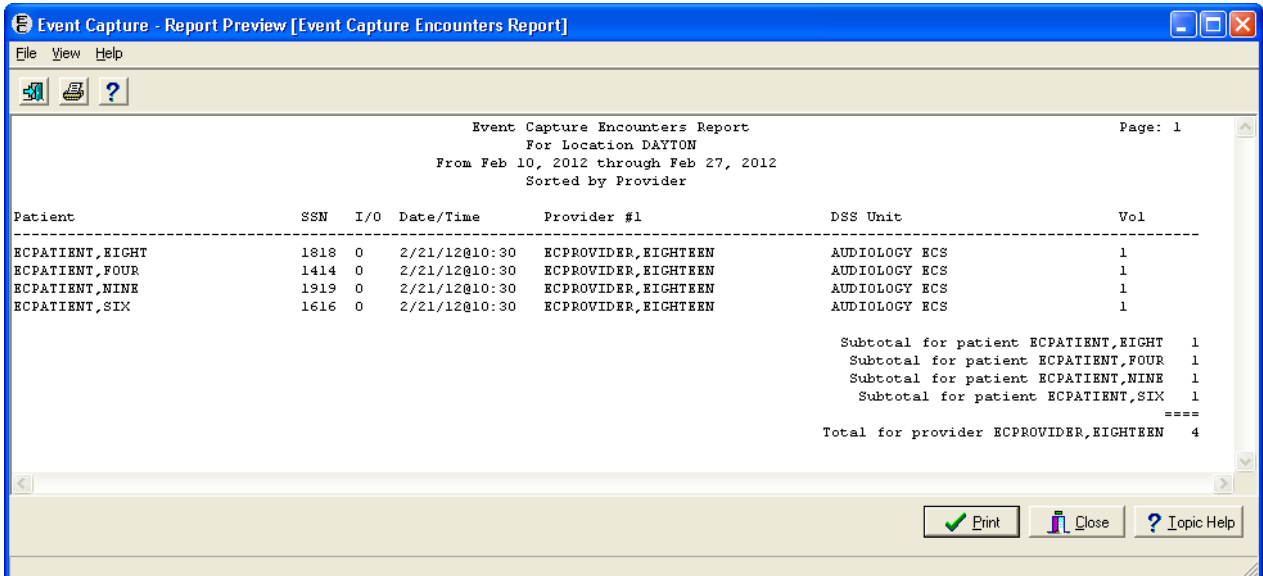 Event Capture - Report Preview [Event Capture Encounters Report]
File View Help
Event Capture Encounters Report Page: 1
For Location DAYTON
From Feb 10, 2012 through Feb 27, 2012
Sorted by Provider
Patient SSN I/O Date/Time Provider #1 DSS Unit Vol
ECPATIENT,EIGHT 1818 O 2/21/12@10:30 ECPROVIDER,EIGHTEEN AUDIOLOGY ECS 1
ECPATIENT,FOUR 1414 O 2/21/12@10:30 ECPROVIDER,EIGHTEEN AUDIOLOGY ECS 1
ECPATIENT,NINE 1919 O 2/21/12@10:30 ECPROVIDER,EIGHTEEN AUDIOLOGY ECS 1
ECPATIENT,SIX 1616 O 2/21/12@10:30 ECPROVIDER,EIGHTEEN AUDIOLOGY ECS 1
Subtotal for patient ECPATIENT,EIGHT 1
Subtotal for patient ECPATIENT,FOUR 1
Subtotal for patient ECPATIENT,NINE 1
Subtotal for patient ECPATIENT,SIX 1
====
Total for provider ECPROVIDER,EIGHTEEN 4
Print Close ? Topic Help